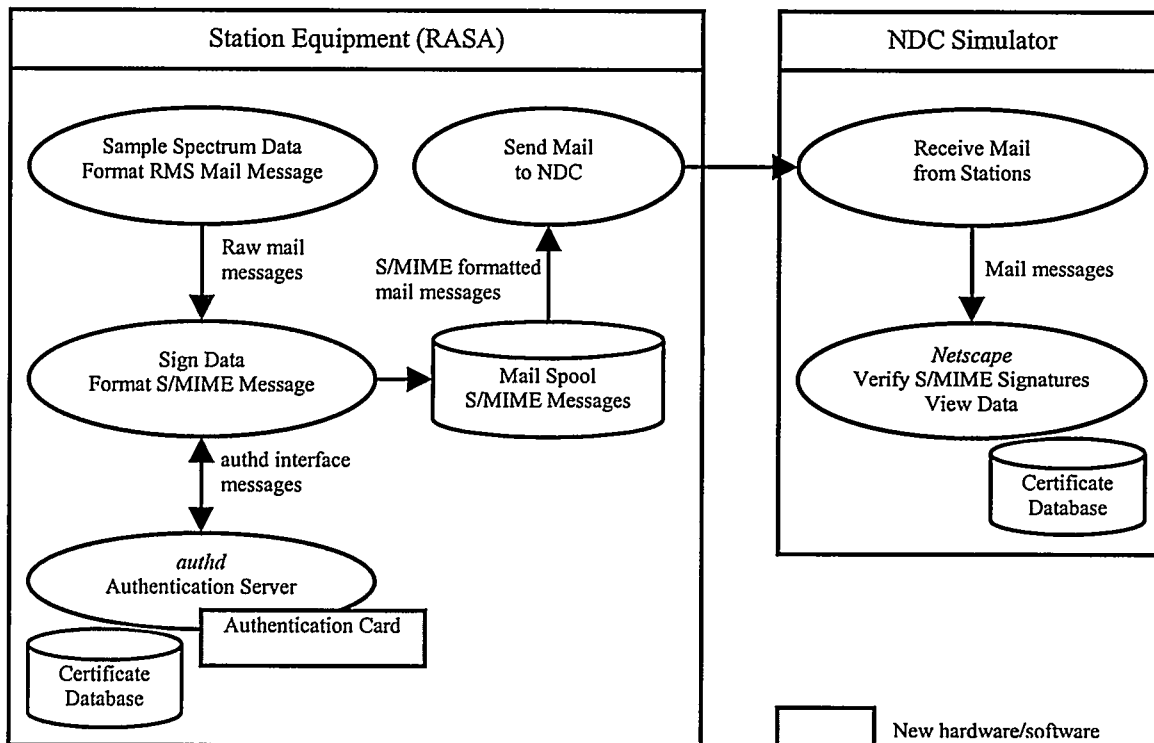 Station Equipment (RASA)
NDC Simulator
Sample Spectrum Data
Format RMS Mail Message
Send Mail
to NDC
Receive Mail
from Stations
Raw mail
messages
S/MIME formatted
mail messages
Mail messages
Sign Data
Format S/MIME Message
Mail Spool
S/MIME Messages
Netscape
Verify S/MIME Signatures
View Data
authd interface
messages
Certificate
Database
authd
Authentication Server
Authentication Card
Certificate
Database
New hardware/software